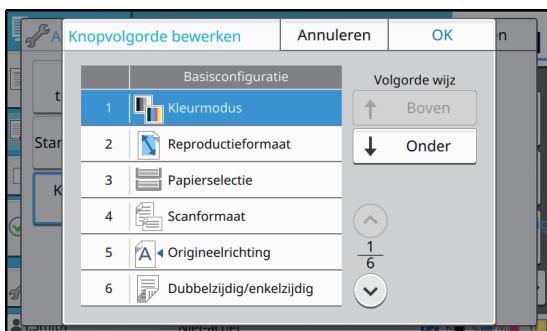 Knopvolgorde bewerken
Annuleren
OK
Basisconfiguratie
Volgorde wijz
1 Kleurmodus
2 Reproductieformaat
3 Papierselectie
4 Scanformaat
5 Origineelrichting
6 Dubbelzijdig/enkelzijdig
Boven
Onder
1
6